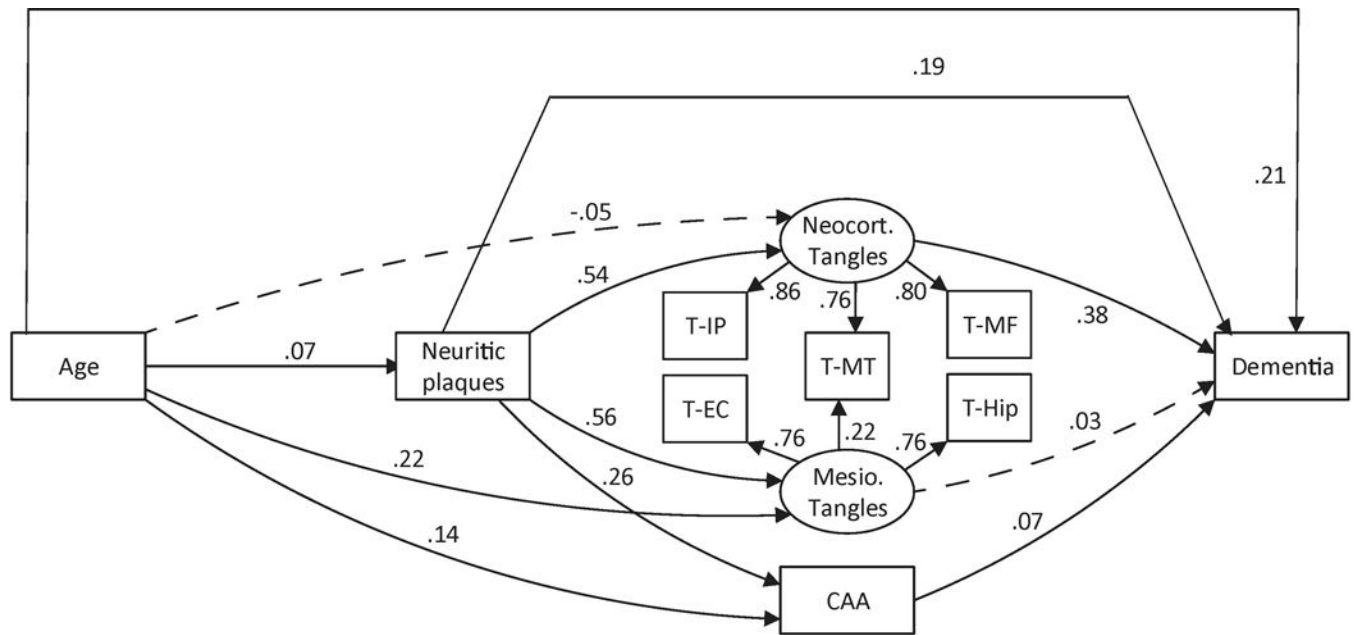 .19
.21
-.05
Neocort.
Tangles
.54
.86
.76
.80
T-IP
T-MF
.38
Age
.07
Neuritic
plaques
T-MT
Dementia
T-EC
T-Hip
.56
.76
.22
.76
.03
.22
.26
Mesio.
Tangles
.14
.07
CAA